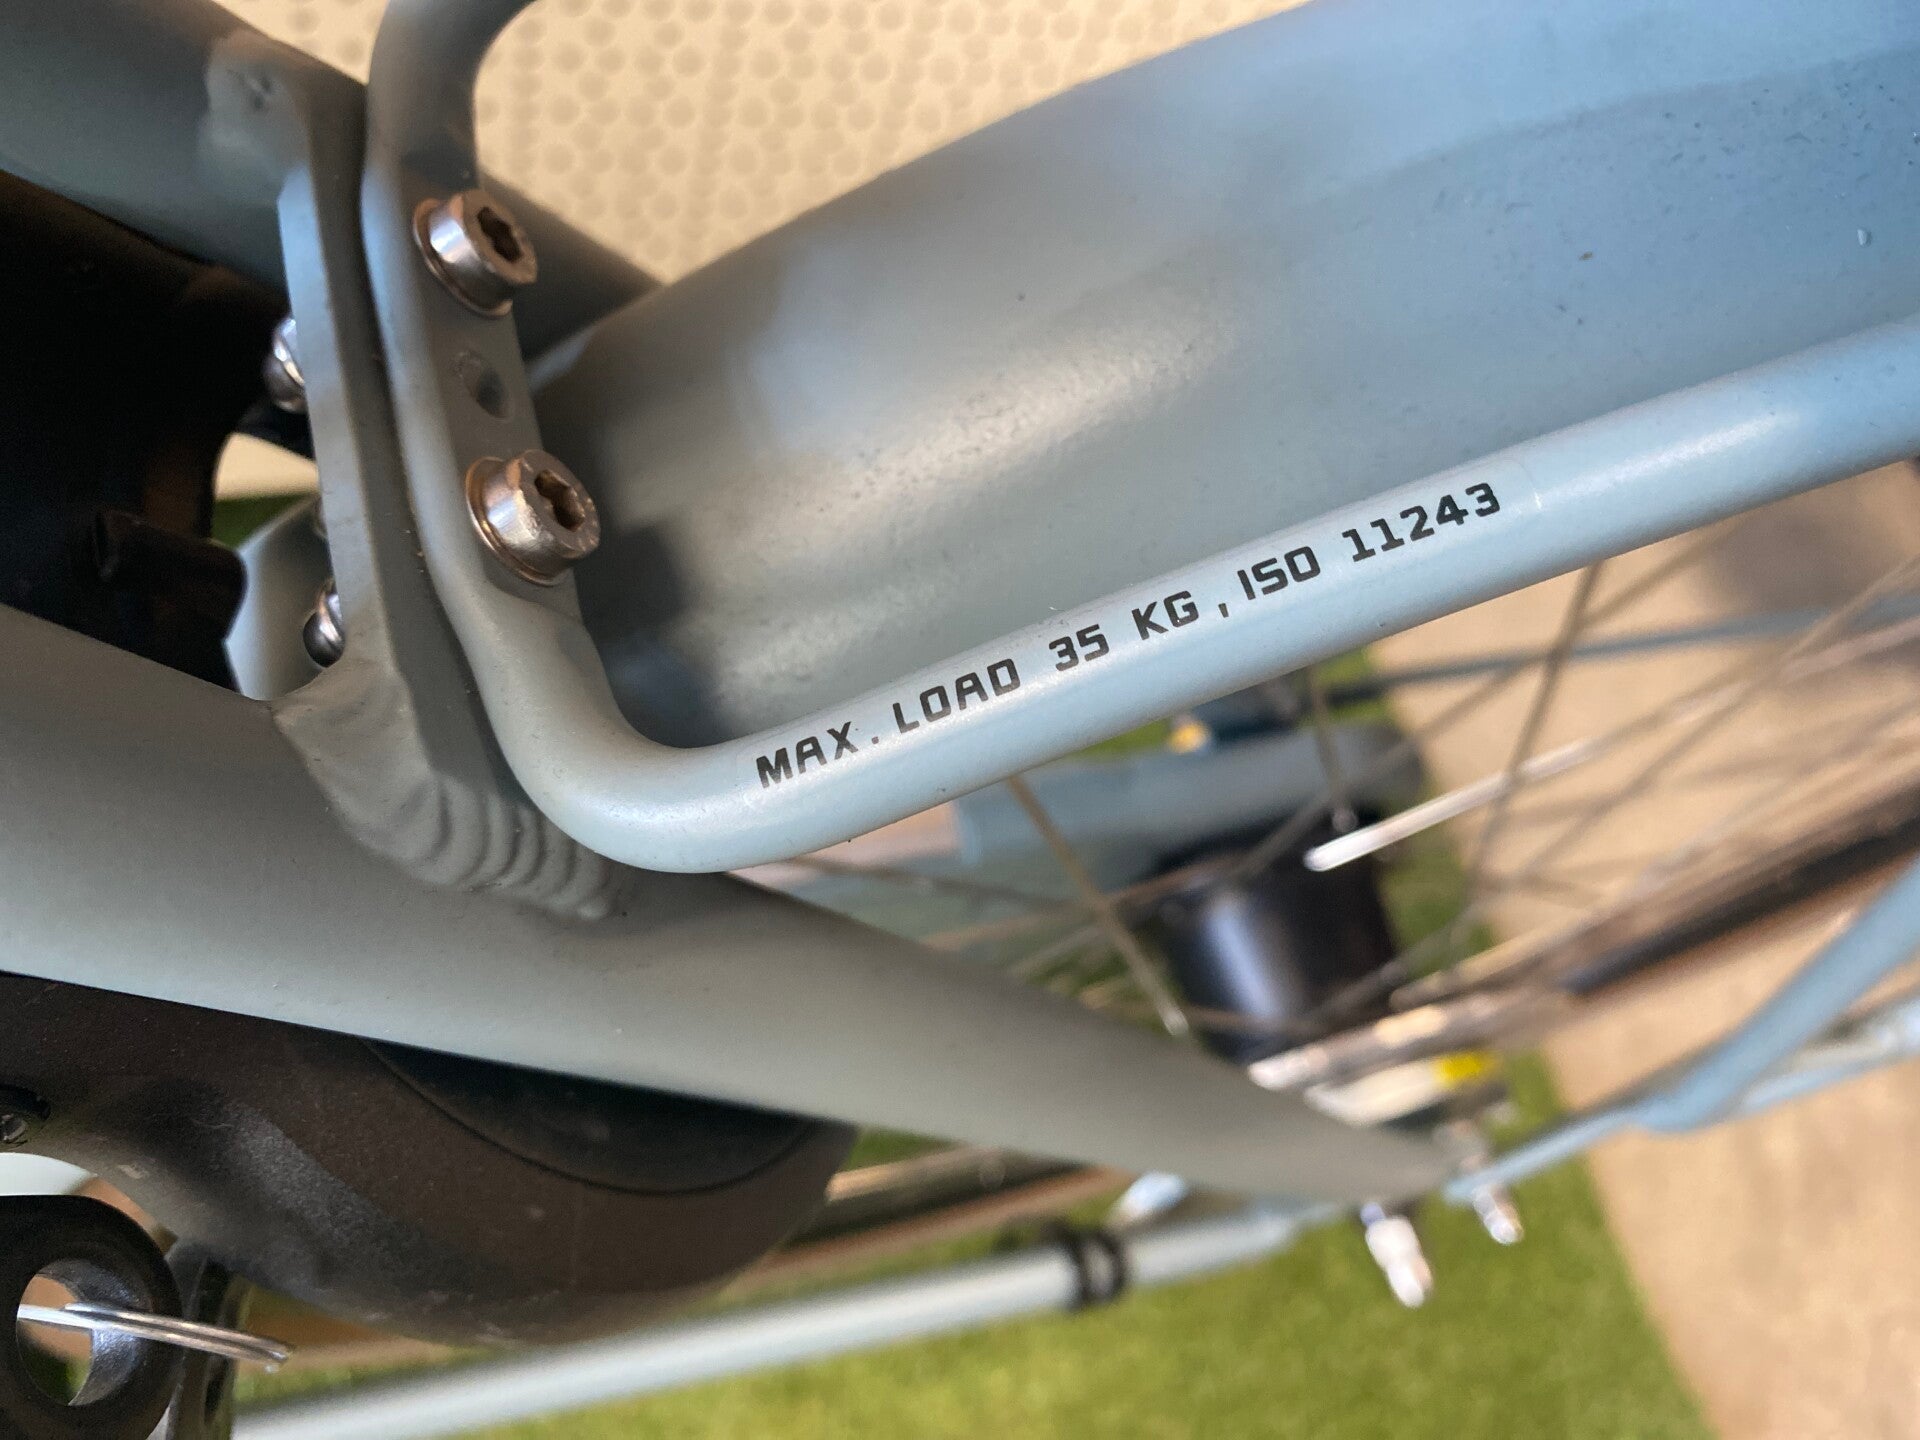 MAX. LOAD 35 KG, ISO 11243